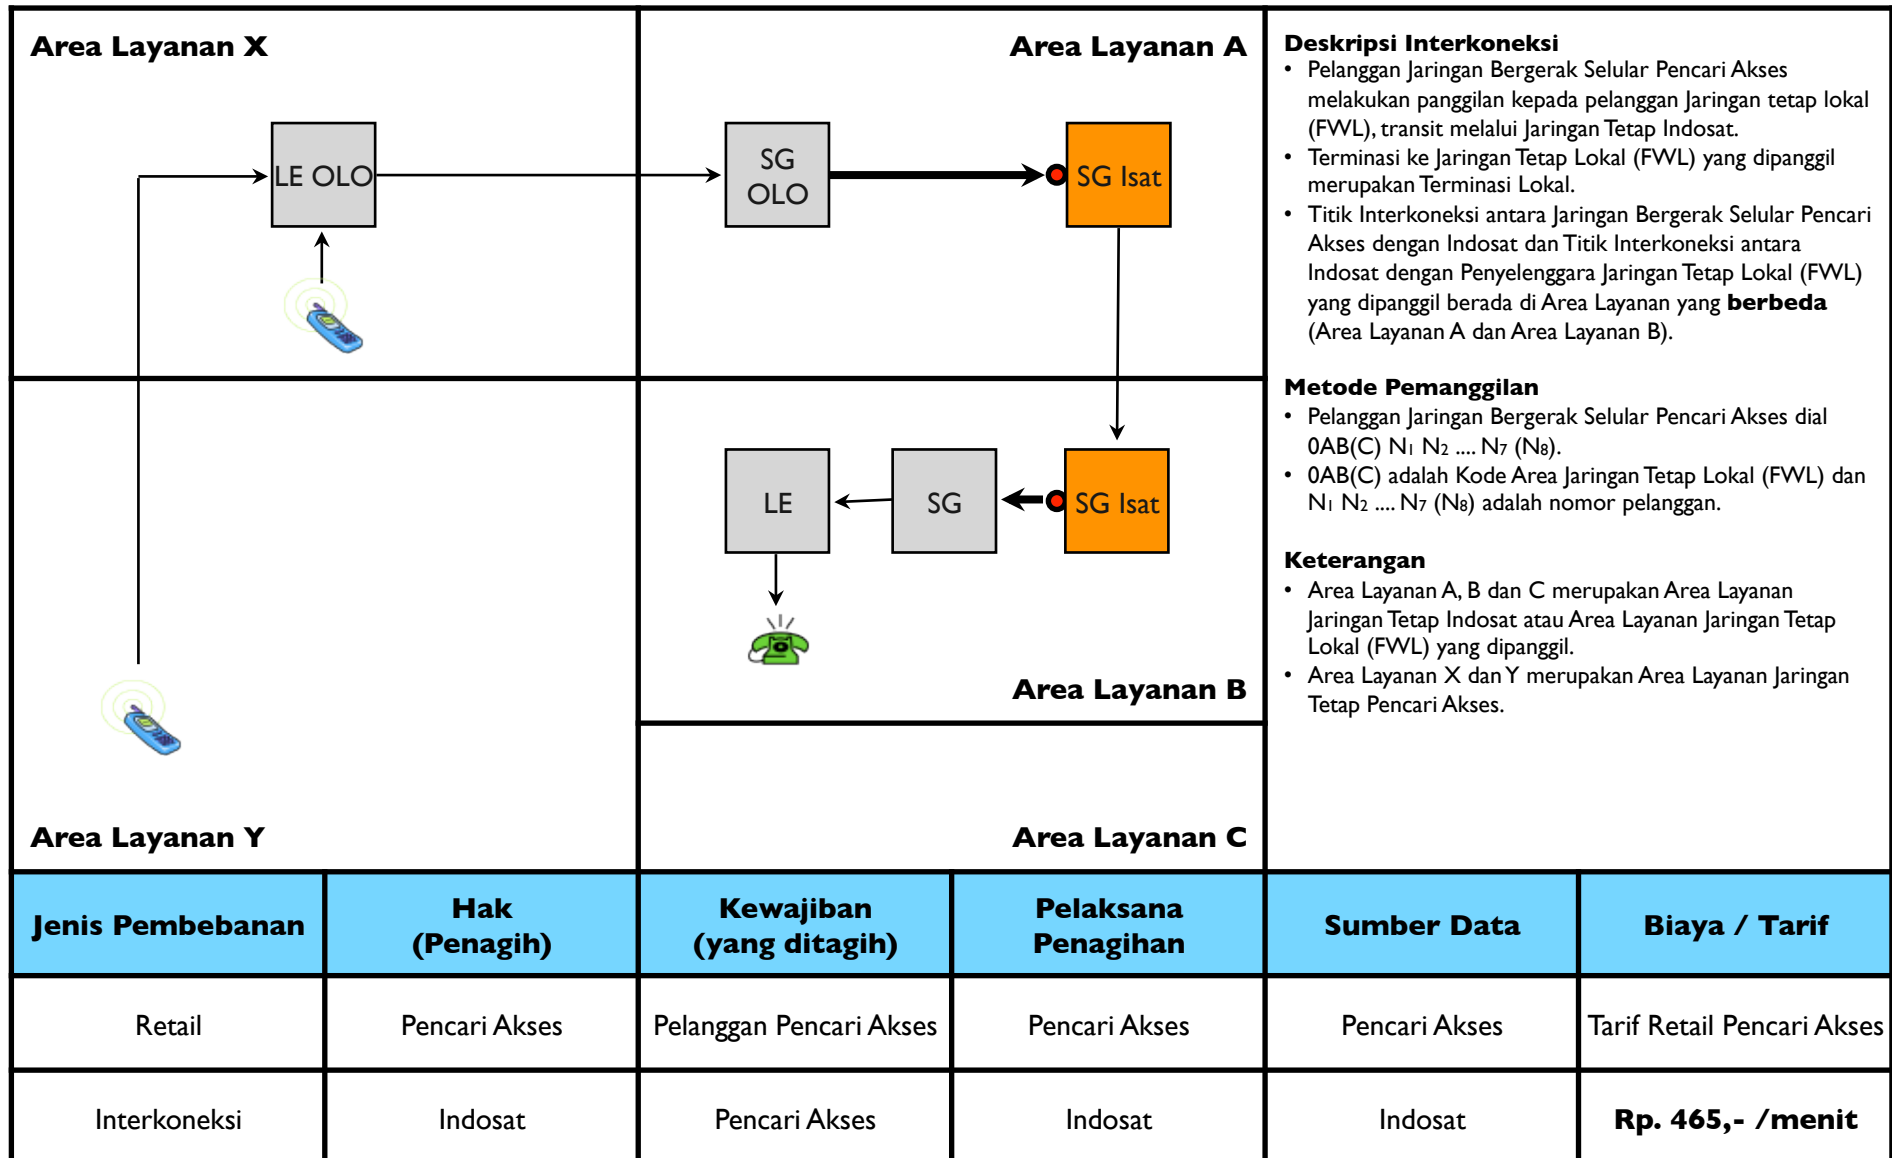 Area Layanan X
Area Layanan A
LE OLO
SG
OLO
SG Isat
LE
SG
SG Isat
Area Layanan B
Area Layanan Y
Area Layanan C
Deskripsi Interkoneksi
• Pelanggan Jaringan Bergerak Selular Pencari Akses
melakukan panggilan kepada pelanggan Jaringan tetap lokal
(FWL), transit melalui Jaringan Tetap Indosat.
• Terminasi ke Jaringan Tetap Lokal (FWL) yang dipanggil
merupakan Terminasi Lokal.
• Titik Interkoneksi antara Jaringan Bergerak Selular Pencari
Akses dengan Indosat dan Titik Interkoneksi antara
Indosat dengan Penyelenggara Jaringan Tetap Lokal (FWL)
yang dipanggil berada di Area Layanan yang berbeda
(Area Layanan A dan Area Layanan B).
Metode Pemanggilan
• Pelanggan Jaringan Bergerak Selular Pencari Akses dial
0AB(C) N1 N2 .... N7 (N8).
• 0AB(C) adalah Kode Area Jaringan Tetap Lokal (FWL) dan
N1 N2 .... N7 (N8) adalah nomor pelanggan.
Keterangan
• Area Layanan A, B dan C merupakan Area Layanan
Jaringan Tetap Indosat atau Area Layanan Jaringan Tetap
Lokal (FWL) yang dipanggil.
• Area Layanan X dan Y merupakan Area Layanan Jaringan
Tetap Pencari Akses.
Jenis Pembebanan
Hak
(Penagih)
Kewajiban
(yang ditagih)
Pelaksana
Penagihan
Sumber Data
Biaya / Tarif
Retail
Pencari Akses
Pelanggan Pencari Akses
Pencari Akses
Pencari Akses
Tarif Retail Pencari Akses
Interkoneksi
Indosat
Pencari Akses
Indosat
Indosat
Rp. 465,- /menit